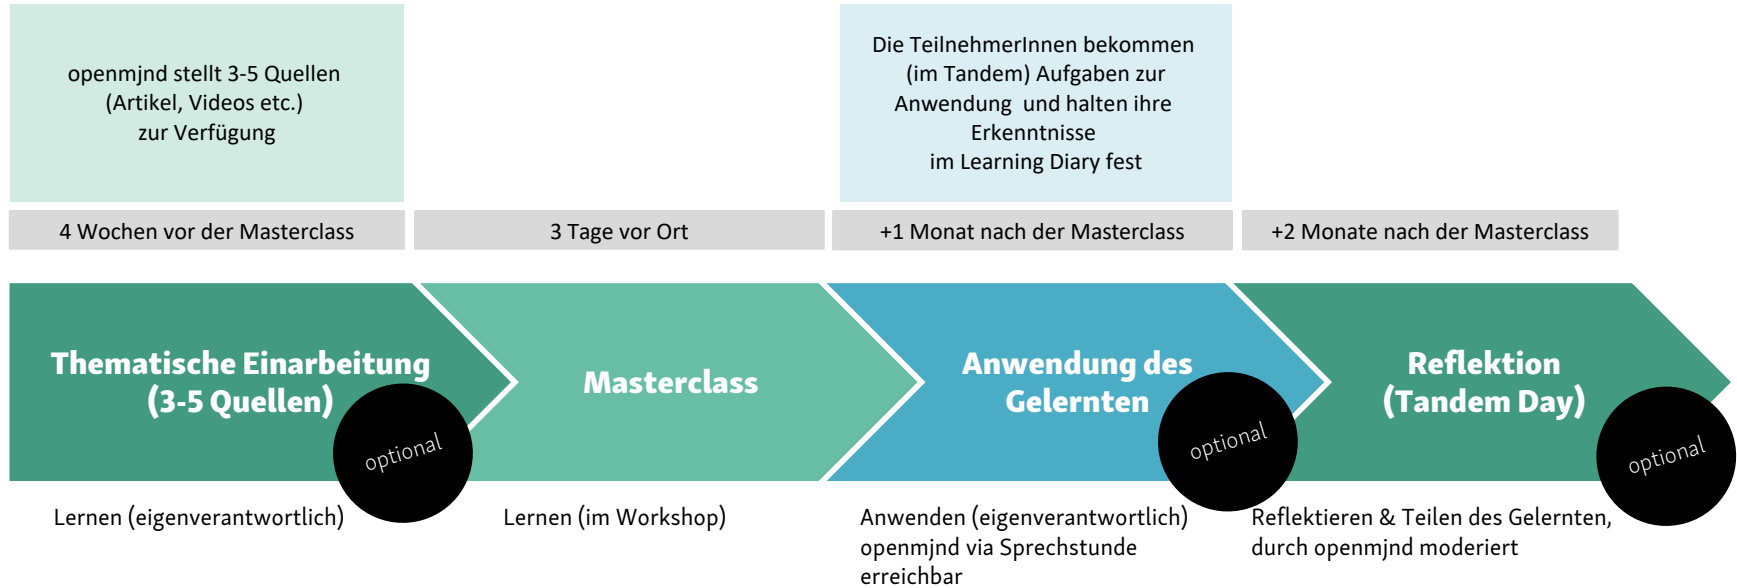 openmjnd stellt 3-5 Quellen
(Artikel, Videos etc.)
zur Verfügung
Die TeilnehmerInnen bekommen
(im Tandem) Aufgaben zur
Anwendung und halten ihre
Erkenntnisse
im Learning Diary fest
4 Wochen vor der Masterclass
3 Tage vor Ort
+1 Monat nach der Masterclass
+2 Monate nach der Masterclass
Thematische Einarbeitung
(3-5 Quellen)
optional
Masterclass
Anwendung des
Gelernten
optional
Reflektion
(Tandem Day)
optional
Lernen (eigenverantwortlich)
Lernen (im Workshop)
Anwenden (eigenverantwortlich)
openmjnd via Sprechstunde
erreichbar
Reflektieren & Teilen des Gelernten,
durch openmjnd moderiert